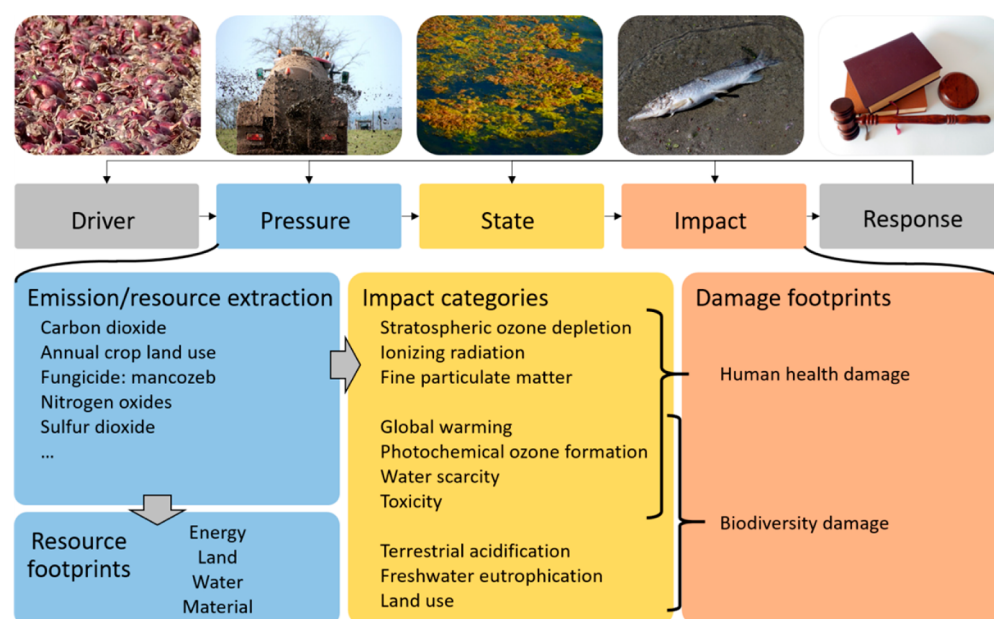 Driver
Pressure
State
Impact
Response
Emission/resource extraction
Carbon dioxide
Annual crop land use
Fungicide: mancozeb
Nitrogen oxides
Sulfur dioxide
...
Resource
footprints
Energy
Land
Water
Material
Impact categories
Stratospheric ozone depletion
Ionizing radiation
Fine particulate matter
Global warming
Photochemical ozone formation
Water scarcity
Toxicity
Terrestrial acidification
Freshwater eutrophication
Land use
Damage footprints
Human health damage
Biodiversity damage